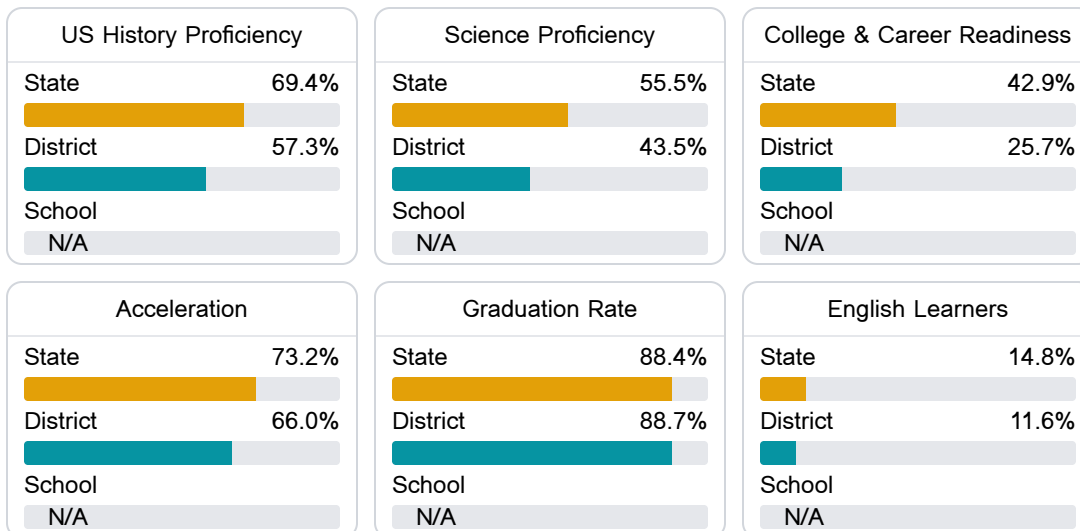 US History Proficiency
State 69.4%
District 57.3%
School
N/A
Science Proficiency
State 55.5%
District 43.5%
School
N/A
College & Career Readiness
State 42.9%
District 25.7%
School
N/A
Acceleration
State 73.2%
District 66.0%
School
N/A
Graduation Rate
State 88.4%
District 88.7%
School
N/A
English Learners
State 14.8%
District 11.6%
School
N/A